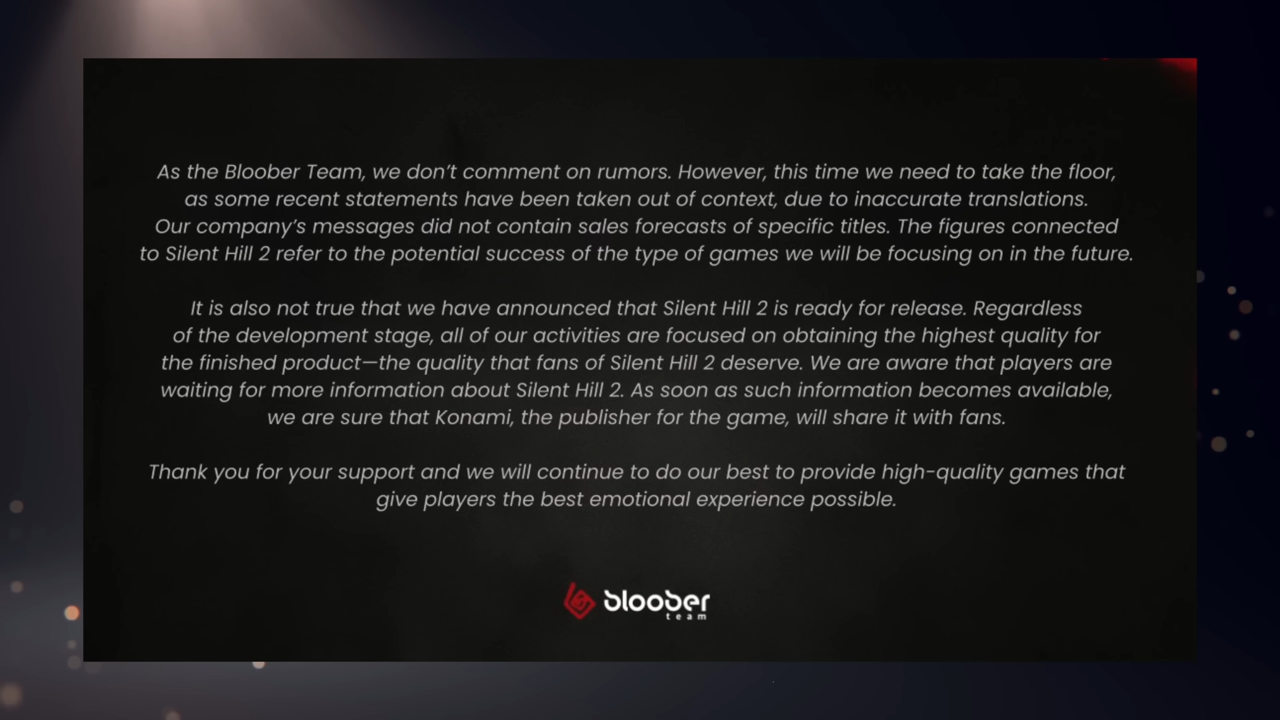 As the Bloober Team, we don't comment on rumors. However, this time we need to take the floor,
as some recent statements have been taken out of context, due to inaccurate translations.
Our company's messages did not contain sales forecasts of specific titles. The figures connected
to Silent Hill 2 refer to the potential success of the type of games we will be focusing on in the future.
It is also not true that we have announced that Silent Hill 2 is ready for release. Regardless
of the development stage, all of our activities are focused on obtaining the highest quality for
the finished product—the quality that fans of Silent Hill 2 deserve. We are aware that players are
waiting for more information about Silent Hill 2. As soon as such information becomes available,
we are sure that Konami, the publisher for the game, will share it with fans.
Thank you for your support and we will continue to do our best to provide high-quality games that
give players the best emotional experience possible.
bloober
team